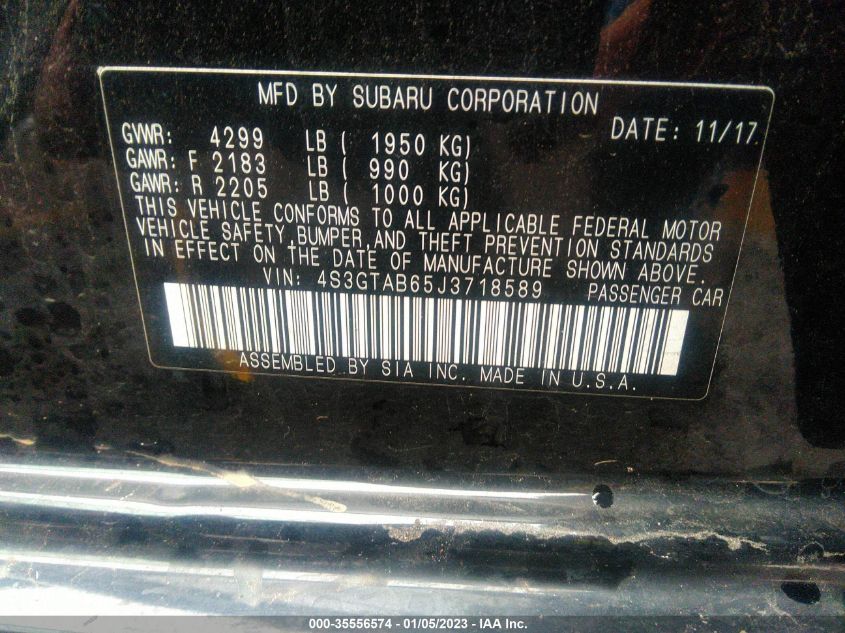 MFD BY SUBARU CORPORATION
DATE: 11/17
GVWR: 4299 LB ( 1950 KG)
GAWR: F 2183 LB ( 990 KG)
GAWR: R 2205 LB ( 1000 KG)
THIS VEHICLE CONFORMS TO ALL APPLICABLE FEDERAL MOTOR
VEHICLE SAFETY,BUMPER,AND THEFT PREVENTION STANDARDS
IN EFFECT ON THE DATE OF MANUFACTURE SHOWN ABOVE.
VIN: 4S3GTAB65J3718589 PASSENGER CAR
ASSEMBLED BY SIA INC. MADE IN U.S.A.
000-35556574 - 01/05/2023 - IAA Inc.